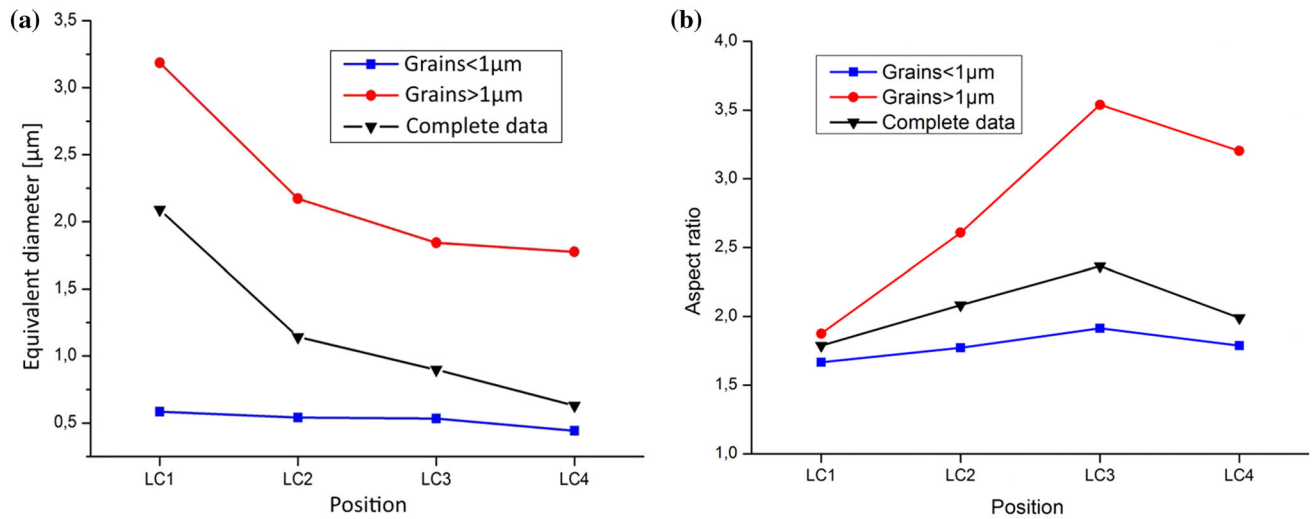 (a)
3,5
3,0
2,5
2,0
1,5
1,0
0,5
Equivalent diameter [µm]
Grains<1µm
Grains>1µm
Complete data
LC1 LC2 LC3 LC4
Position
(b)
4,0
3,5
3,0
2,5
2,0
1,5
1,0
Aspect ratio
Grains<1µm
Grains>1µm
Complete data
LC1 LC2 LC3 LC4
Position